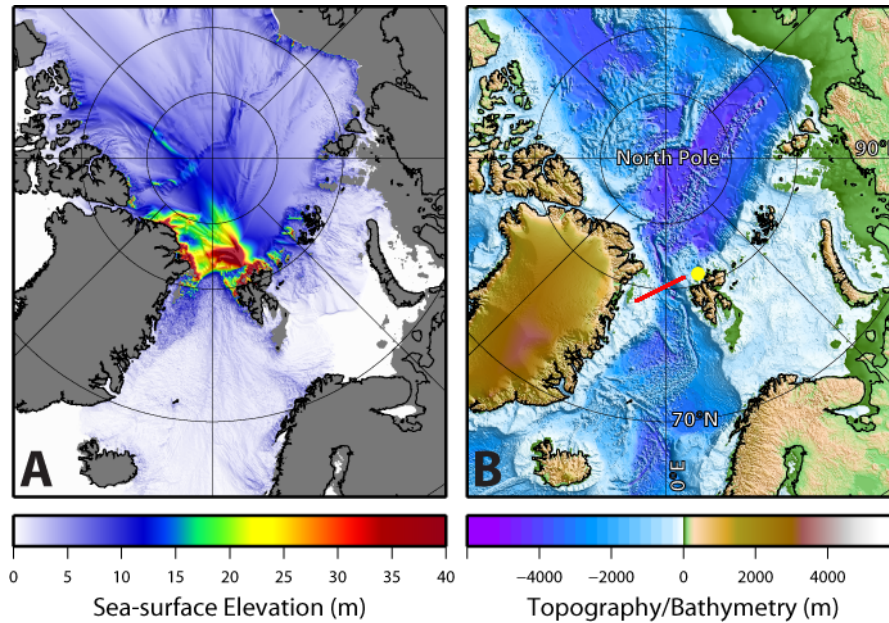 North Pole
90°
70°N
0°E
A
B
0 5 10 15 20 25 30 35 40
−4000 −2000 0 2000 4000
Sea-surface Elevation (m)
Topography/Bathymetry (m)